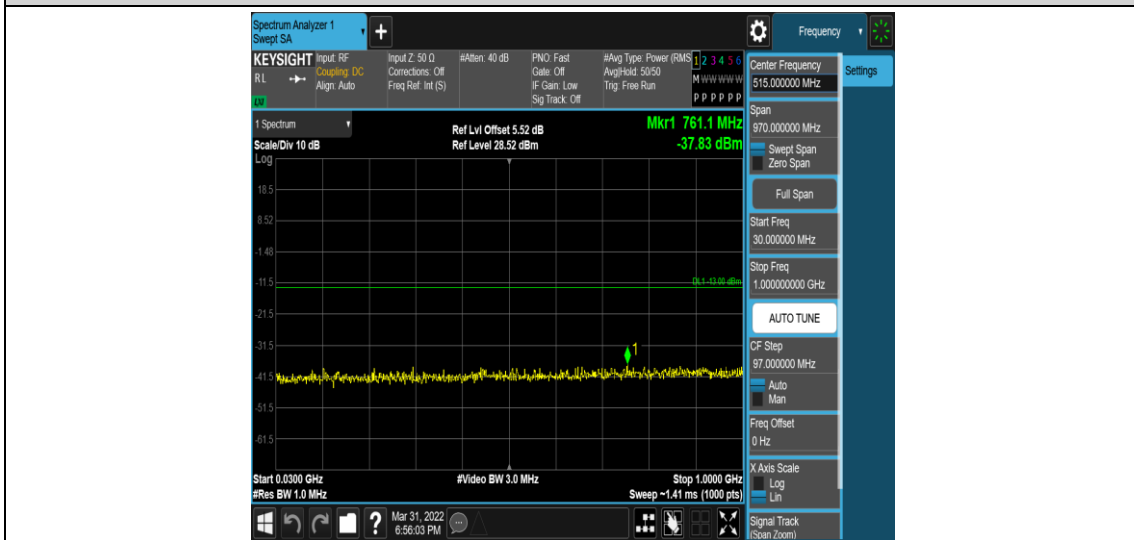 Spectrum Analyzer 1
Swept SA
+
Frequency
KEYSIGHT
RL
LXI
Input: RF
Coupling: DC
Align: Auto
Input Z: 50 Ω
Corrections: Off
Freq Ref: Int (S)
#Atten: 40 dB
PNO: Fast
Gate: Off
IF Gain: Low
Sig Track: Off
#Avg Type: Power (RMS
Avg|Hold: 50/50
Trig: Free Run
1 2 3 4 5 6
M W W W W W
P P P P P P
Center Frequency
515.000000 MHz
Settings
Span
970.000000 MHz
Swept Span
Zero Span
Full Span
Start Freq
30.000000 MHz
Stop Freq
1.000000000 GHz
AUTO TUNE
CF Step
97.000000 MHz
Auto
Man
Freq Offset
0 Hz
X Axis Scale
Log
Lin
Signal Track
(Span Zoom)
1 Spectrum
Scale/Div 10 dB
Log
Ref Lvl Offset 5.52 dB
Ref Level 28.52 dBm
Mkr1 761.1 MHz
-37.83 dBm
18.5
8.52
-1.48
-11.5
DL1 -13.00 dBm
-21.5
-31.5
1
-41.5
-51.5
-61.5
Start 0.0300 GHz
#Res BW 1.0 MHz
#Video BW 3.0 MHz
Stop 1.0000 GHz
Sweep ~1.41 ms (1000 pts)
?
Mar 31, 2022
6:56:03 PM